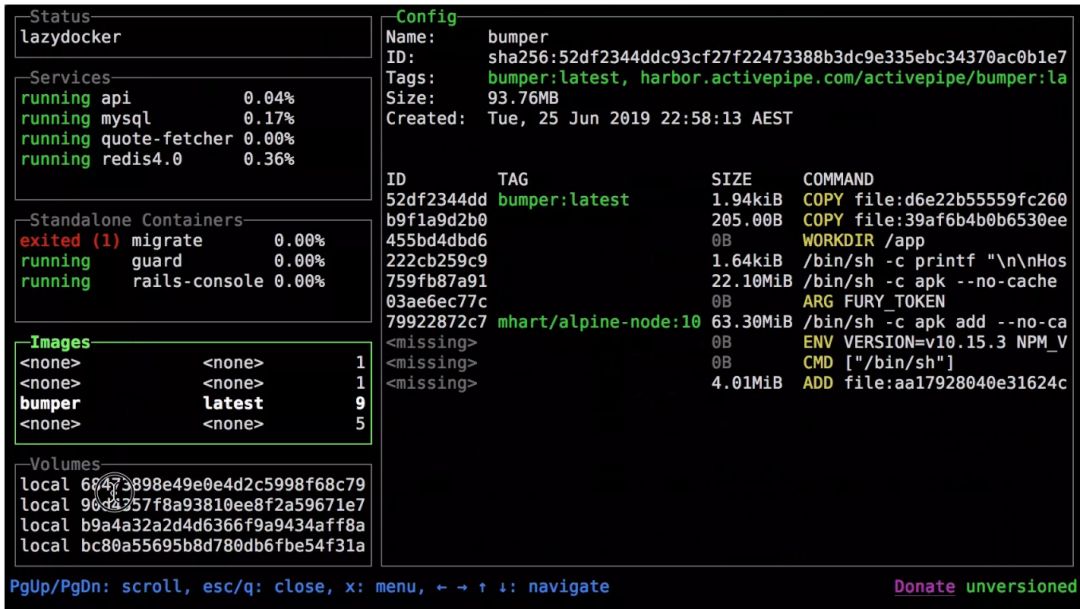 Status
lazydocker
Services
running api 0.04%
running mysql 0.17%
running quote-fetcher 0.00%
running redis4.0 0.36%
Standalone Containers
exited (1) migrate 0.00%
running guard 0.00%
running rails-console 0.00%
Images
<none> <none> 1
<none> <none> 1
bumper latest 9
<none> <none> 5
Volumes
local
local
local b9a4a32a2d4d6366f9a9434aff8a
local bc80a55695b8d780db6fbe54f31a
Config
Name: bumper
ID: sha256:52df2344ddc93cf27f22473388b3dc9e335ebc34370ac0b1e7
Tags: bumper:latest, harbor.activepipe.com/activepipe/bumper:la
Size: 93.76MB
Created: Tue, 25 Jun 2019 22:58:13 AEST
ID TAG SIZE COMMAND
52df2344dd bumper:latest 1.94kiB COPY file:d6e22b55559fc260
b9f1a9d2b0 205.00B COPY file:39af6b4b0b6530ee
455bd4dbd6 0B WORKDIR /app
222cb259c9 1.64kiB /bin/sh -c printf "\n\nHos
759fb87a91 22.10MiB /bin/sh -c apk --no-cache
03ae6ec77c 0B ARG FURY_TOKEN
79922872c7 mhart/alpine-node:10 63.30MiB /bin/sh -c apk add --no-ca
<missing> 0B ENV VERSION=v10.15.3 NPM_V
<missing> 0B CMD ["/bin/sh"]
<missing> 4.01MiB ADD file:aa17928040e31624c
PgUp/PgDn: scroll, esc/q: close, x: menu, ← → ↑ ↓: navigate
Donate unversioned